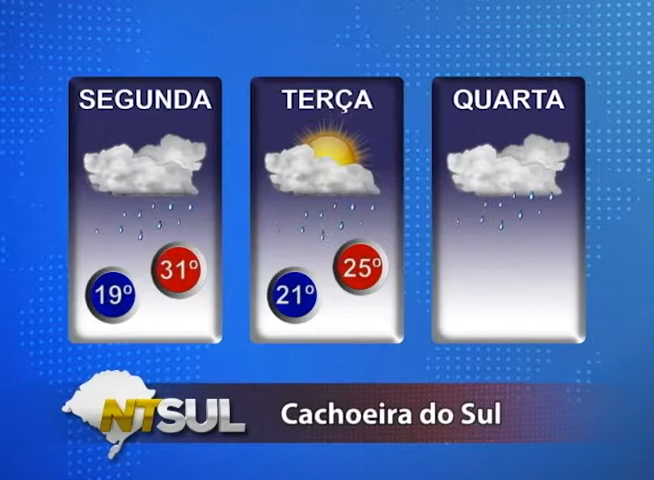 SEGUNDA
TERÇA
QUARTA
31º
19º
25º
21º
NTSUL
Cachoeira do Sul